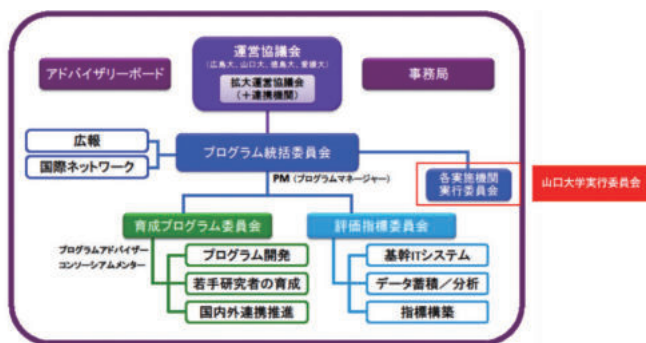 運営協議会
(広島大、山口大、徳島大、愛媛大)
アドバイザリーボード
拡大運営協議会
(+連携機関)
事務局
広報
国際ネットワーク
プログラム統括委員会
PM (プログラムマネージャー)
各実施機関
実行委員会
山口大学実行委員会
育成プログラム委員会
評価指標委員会
プログラムアドバイザー
コンソーシアムメンター
プログラム開発
若手研究者の育成
国内外連携推進
基幹ITシステム
データ蓄積/分析
指標構築